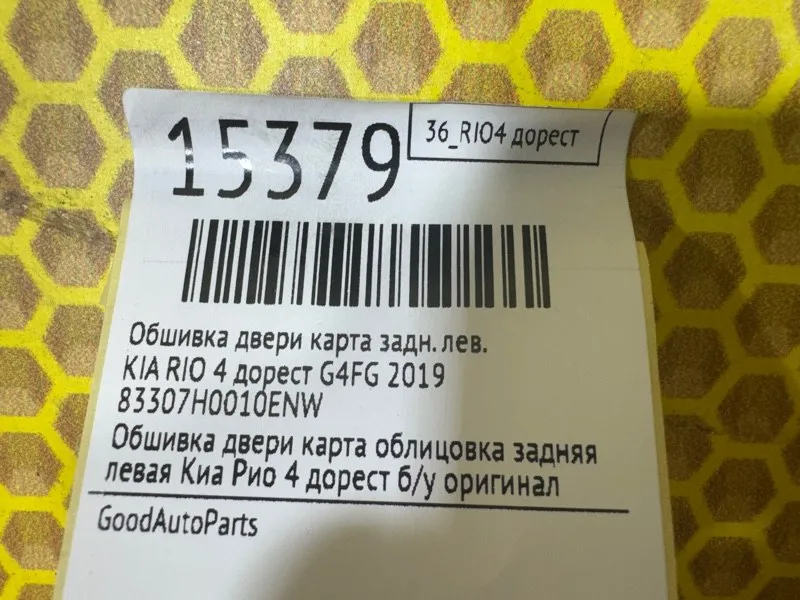 15379
36_RIO4 дорест
Обшивка двери карта задн. лев.
KIA RIO 4 дорест G4FG 2019
83307H0010ENW
Обшивка двери карта облицовка задняя
левая Киа Рио 4 дорест б/у оригинал
GoodAutoParts